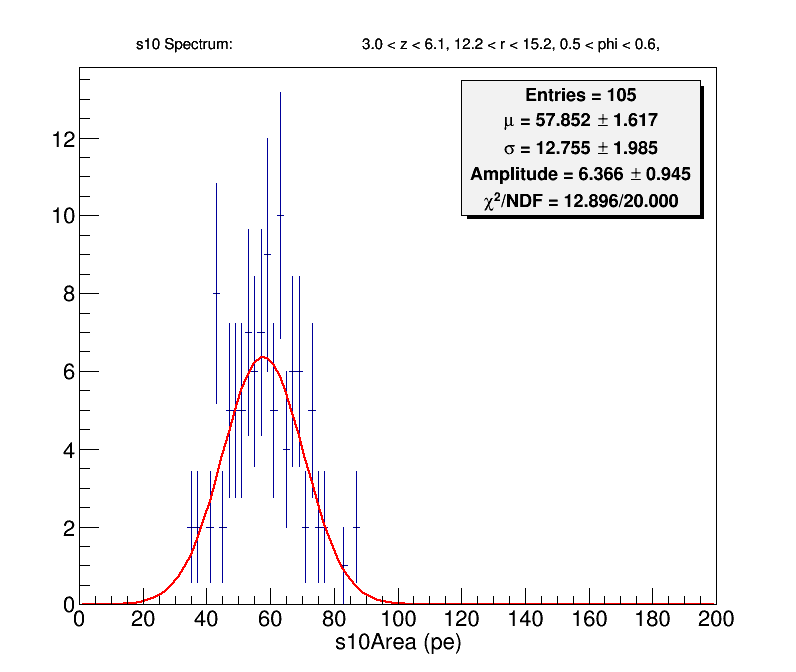 s10 Spectrum: 3.0 < z < 6.1, 12.2 < r < 15.2, 0.5 < phi < 0.6,
Entries = 105
μ = 57.852 ± 1.617
σ = 12.755 ± 1.985
Amplitude = 6.366 ± 0.945
χ²/NDF = 12.896/20.000
12
10
8
6
4
2
0
0 20 40 60 80 100 120 140 160 180 200
s10Area (pe)